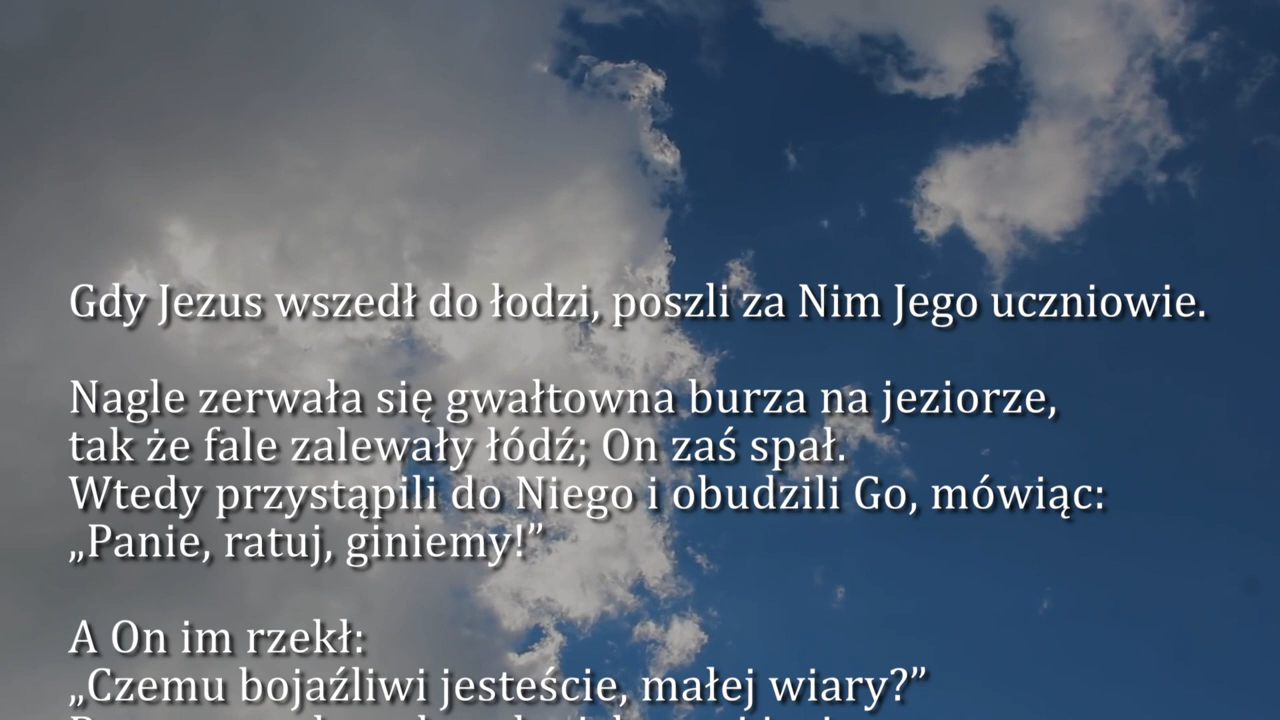 Gdy Jezus wszedł do łodzi, poszli za Nim Jego uczniowie.
Nagle zerwała się gwałtowna burza na jeziorze,
tak że fale zalewały łódź; On zaś spał.
Wtedy przystąpili do Niego i obudzili Go, mówiąc:
„Panie, ratuj, giniemy!”
A On im rzekł:
„Czemu bojaźliwi jesteście, małej wiary?”